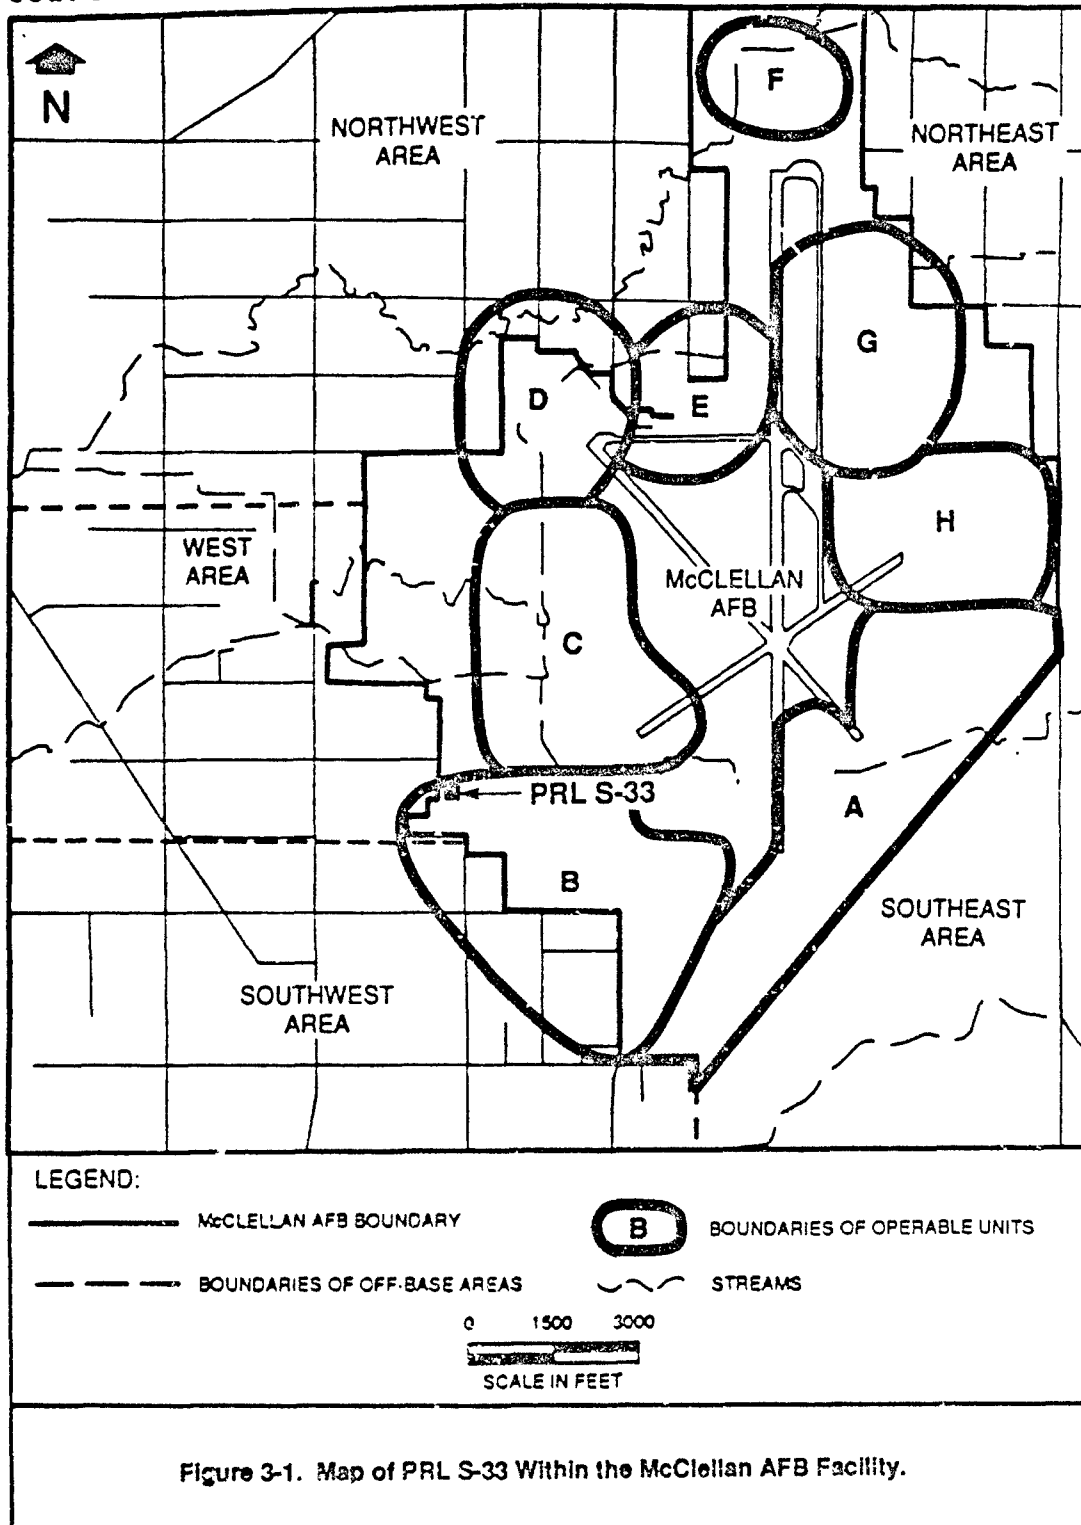 N
NORTHWEST
AREA
F
NORTHEAST
AREA
G
D
E
H
WEST
AREA
McCLELLAN
AFB
C
PRL S-33
A
B
SOUTHEAST
AREA
SOUTHWEST
AREA
LEGEND:
McCLELLAN AFB BOUNDARY
B
BOUNDARIES OF OPERABLE UNITS
BOUNDARIES OF OFF-BASE AREAS
STREAMS
0 1500 3000
SCALE IN FEET
Figure 3-1. Map of PRL S-33 Within the McClellan AFB Facility.